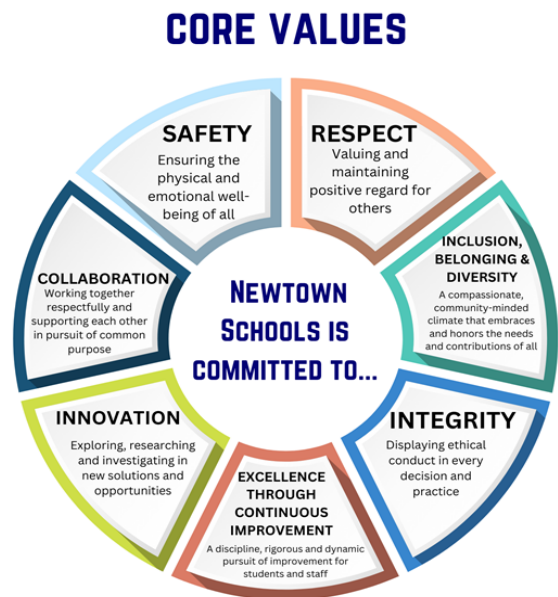 CORE VALUES
SAFETY
Ensuring the
physical and
emotional well-
being of all
RESPECT
Valuing and
maintaining
positive regard for
others
INCLUSION,
BELONGING &
DIVERSITY
A compassionate,
community-minded
climate that embraces
and honors the needs
and contributions of all
INTEGRITY
Displaying ethical
conduct in every
decision and
practice
EXCELLENCE
THROUGH
CONTINUOUS
IMPROVEMENT
A discipline, rigorous and dynamic
pursuit of improvement for
students and staff
INNOVATION
Exploring, researching
and investigating in
new solutions and
opportunities
COLLABORATION
Working together
respectfully and
supporting each other
in pursuit of common
purpose
NEWTOWN
SCHOOLS IS
COMMITTED TO...